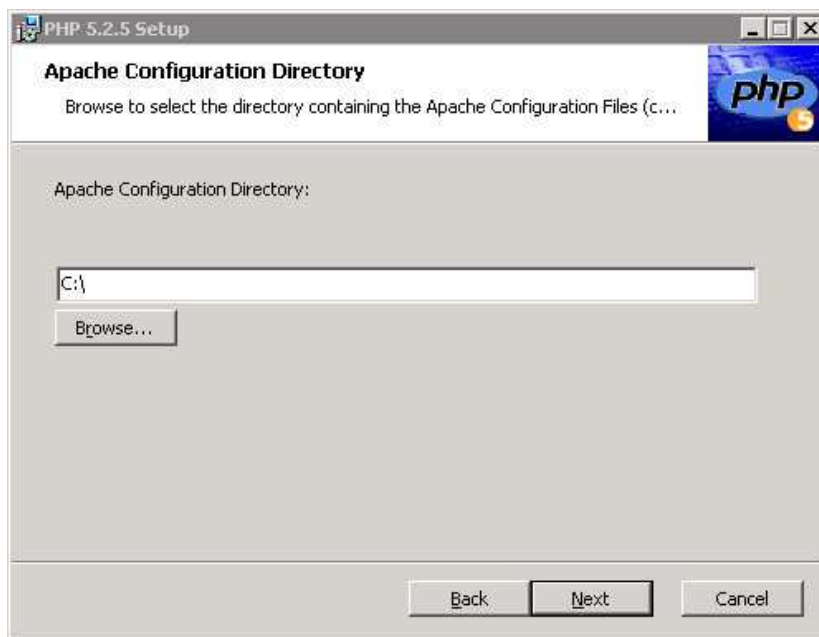 PHP 5.2.5 Setup
Apache Configuration Directory
Browse to select the directory containing the Apache Configuration Files (c...
php
5
Apache Configuration Directory:
C:\
Browse...
Back
Next
Cancel